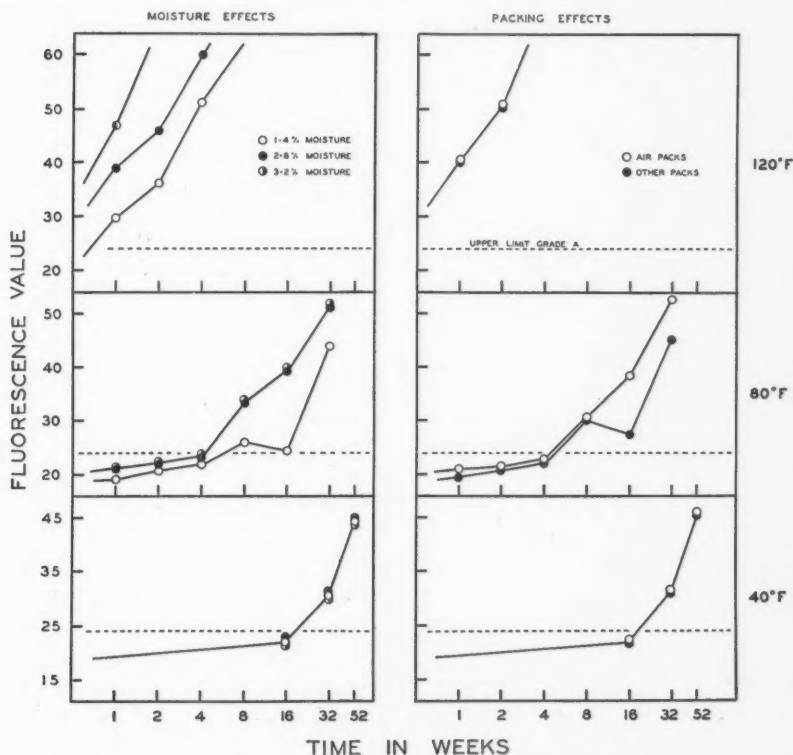 MOISTURE EFFECTS
PACKING EFFECTS
60
50
40
30
20
1-4% MOISTURE
2-8% MOISTURE
3-2% MOISTURE
AIR PACKS
OTHER PACKS
UPPER LIMIT GRADE A
120°F
50
40
30
20
80°F
45
35
25
15
40°F
FLUORESCENCE VALUE
1 2 4 8 16 32 52
1 2 4 8 16 32 52
TIME IN WEEKS